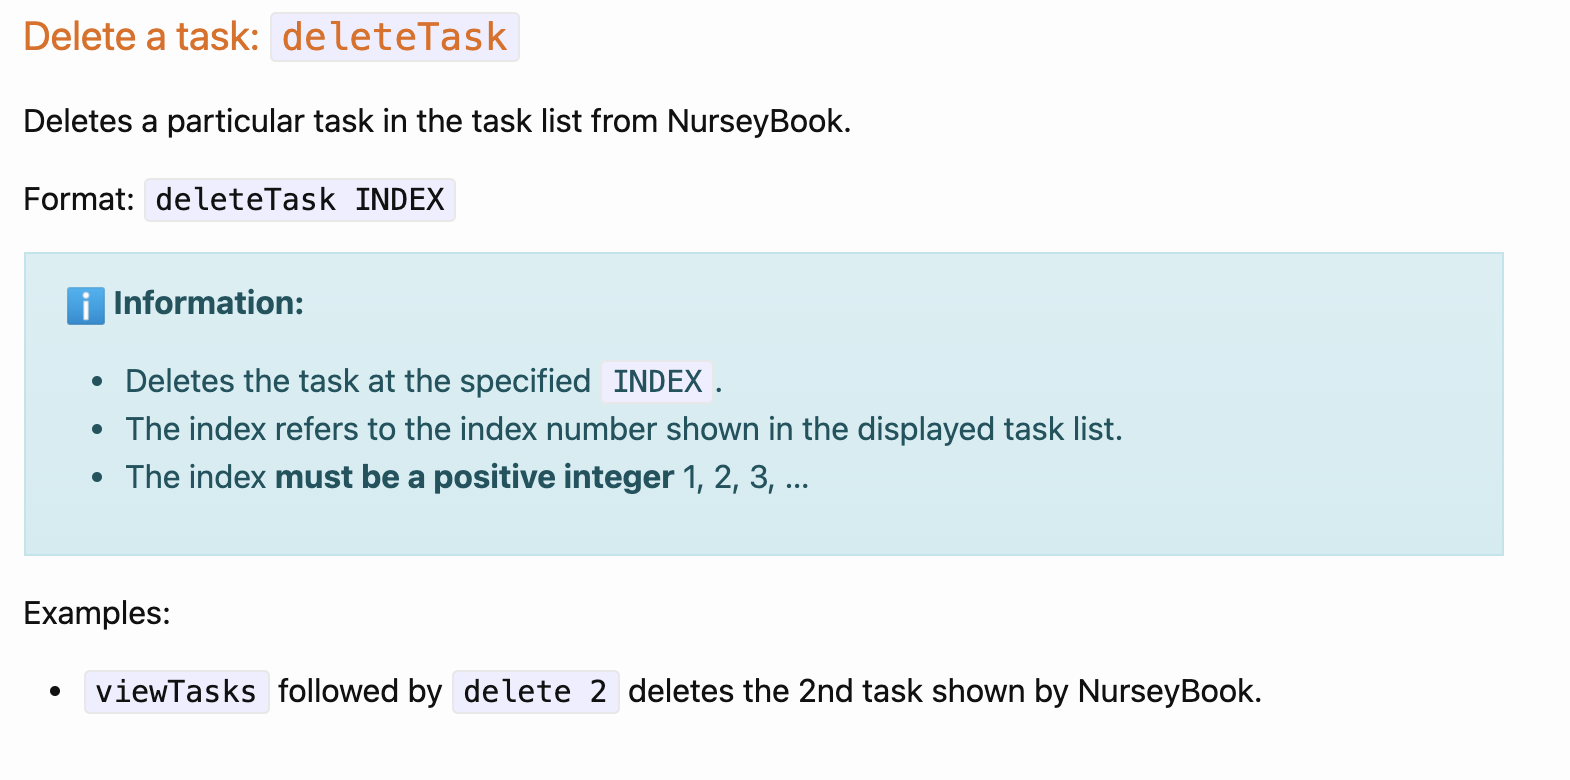 Delete a task: deleteTask
Deletes a particular task in the task list from NurseyBook.
Format: deleteTask INDEX
ℹ️ Information:
• Deletes the task at the specified INDEX.
• The index refers to the index number shown in the displayed task list.
• The index must be a positive integer 1, 2, 3, …
Examples:
• viewTasks followed by delete 2 deletes the 2nd task shown by NurseyBook.